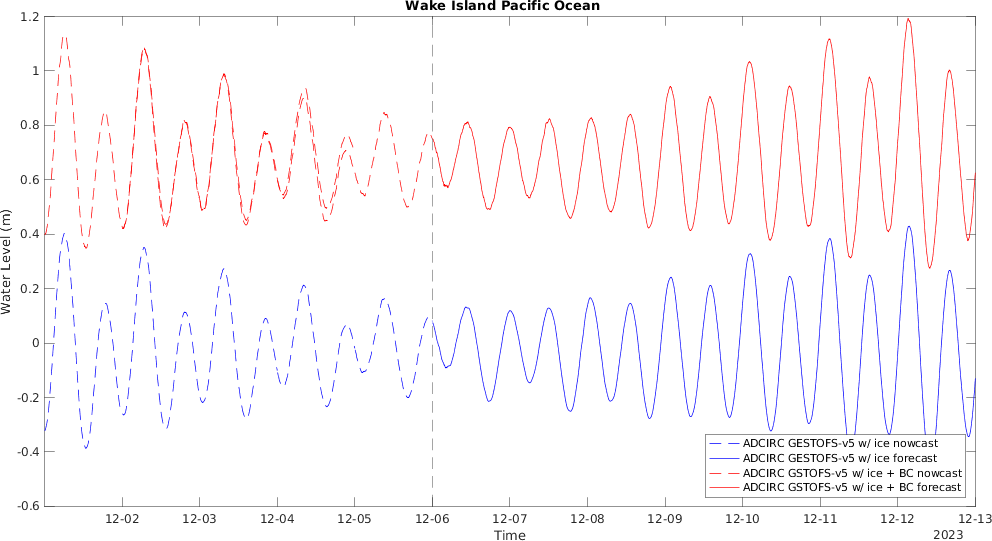 Wake Island Pacific Ocean
1.2
1
0.8
0.6
0.4
0.2
0
-0.2
-0.4
-0.6
Water Level (m)
ADCIRC GESTOFS-v5 w/ ice nowcast
ADCIRC GESTOFS-v5 w/ ice forecast
ADCIRC GSTOFS-v5 w/ ice + BC nowcast
ADCIRC GSTOFS-v5 w/ ice + BC forecast
12-02 12-03 12-04 12-05 12-06 12-07 12-08 12-09 12-10 12-11 12-12 12-13
Time
2023